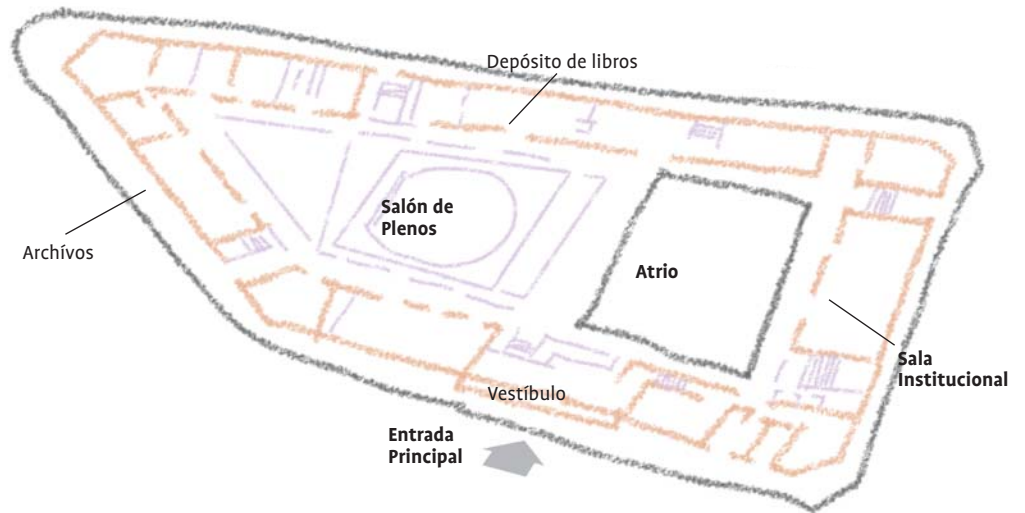 Depósito de libros
Salón de
Plenos
Archívos
Atrio
Sala
Institucional
Vestíbulo
Entrada
Principal